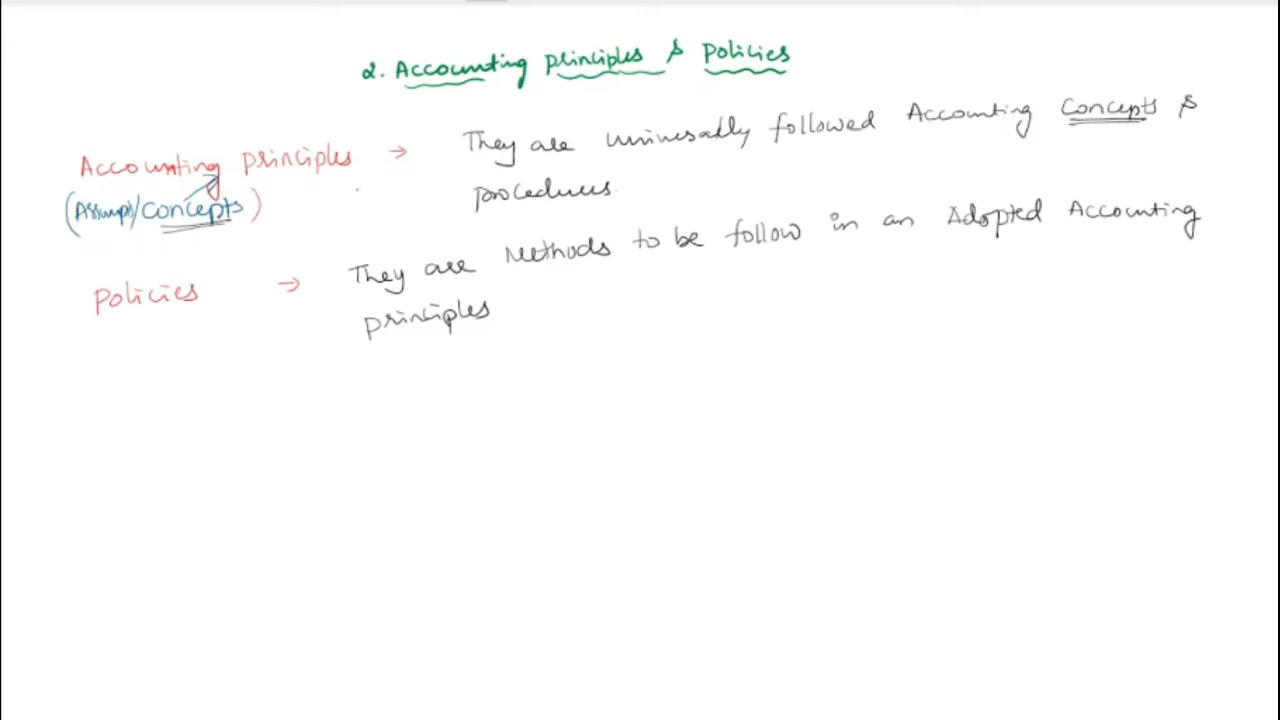 2. Accounting principles & policies
Accounting principles → They are universally followed Accounting Concepts &
procedures.
(Assumpt/Concepts)
policies → They are Methods to be follow in an Adopted Accounting
principles